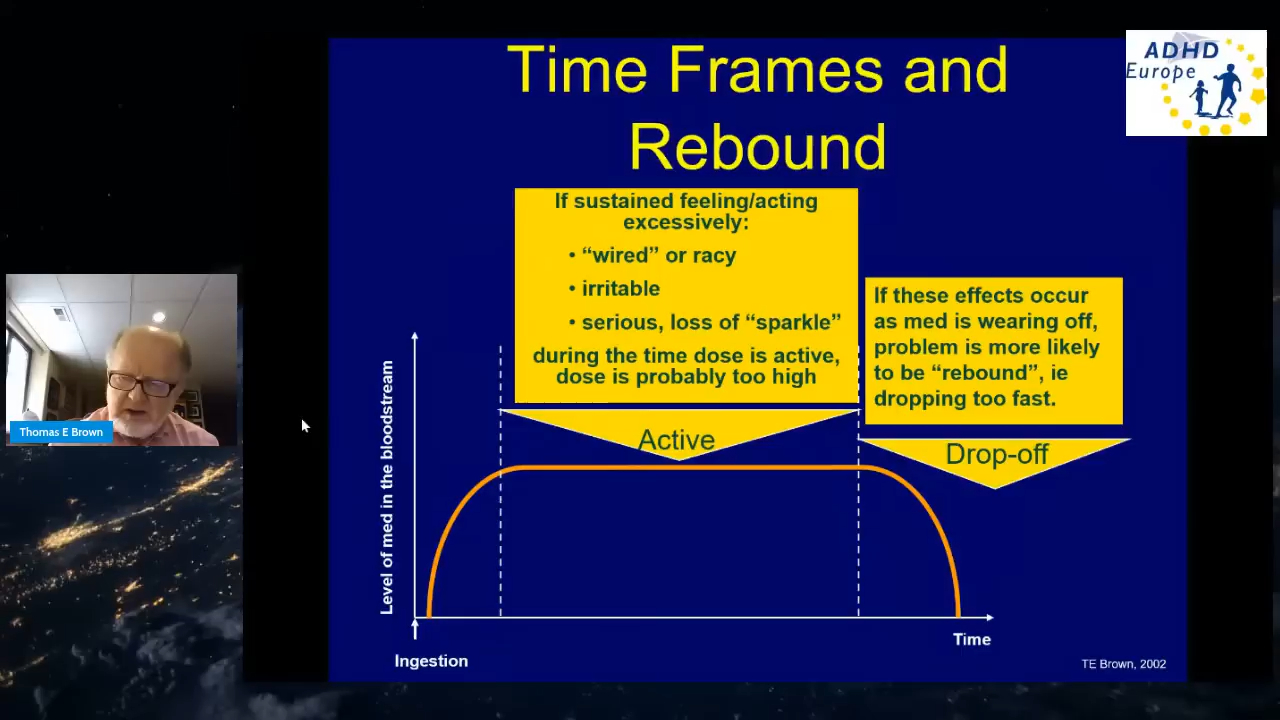 ADHD
Europe
Time Frames and
Rebound
If sustained feeling/acting
excessively:
• “wired” or racy
• irritable
• serious, loss of “sparkle”
during the time dose is active,
dose is probably too high
If these effects occur
as med is wearing off,
problem is more likely
to be “rebound”, ie
dropping too fast.
Active
Drop-off
Level of med in the bloodstream
Thomas E Brown
Time
Ingestion
TE Brown, 2002